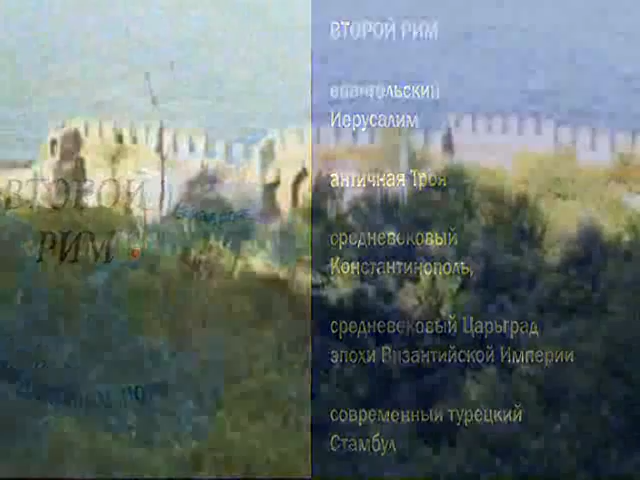 ВТОРОЙ РИМ
евангельский
Иерусалим
античная Троя
средневековый
Константинополь,
средневековый Царьград
эпохи Византийской Империи
современный турецкий
Стамбул
ВТОРОЙ
РИМ